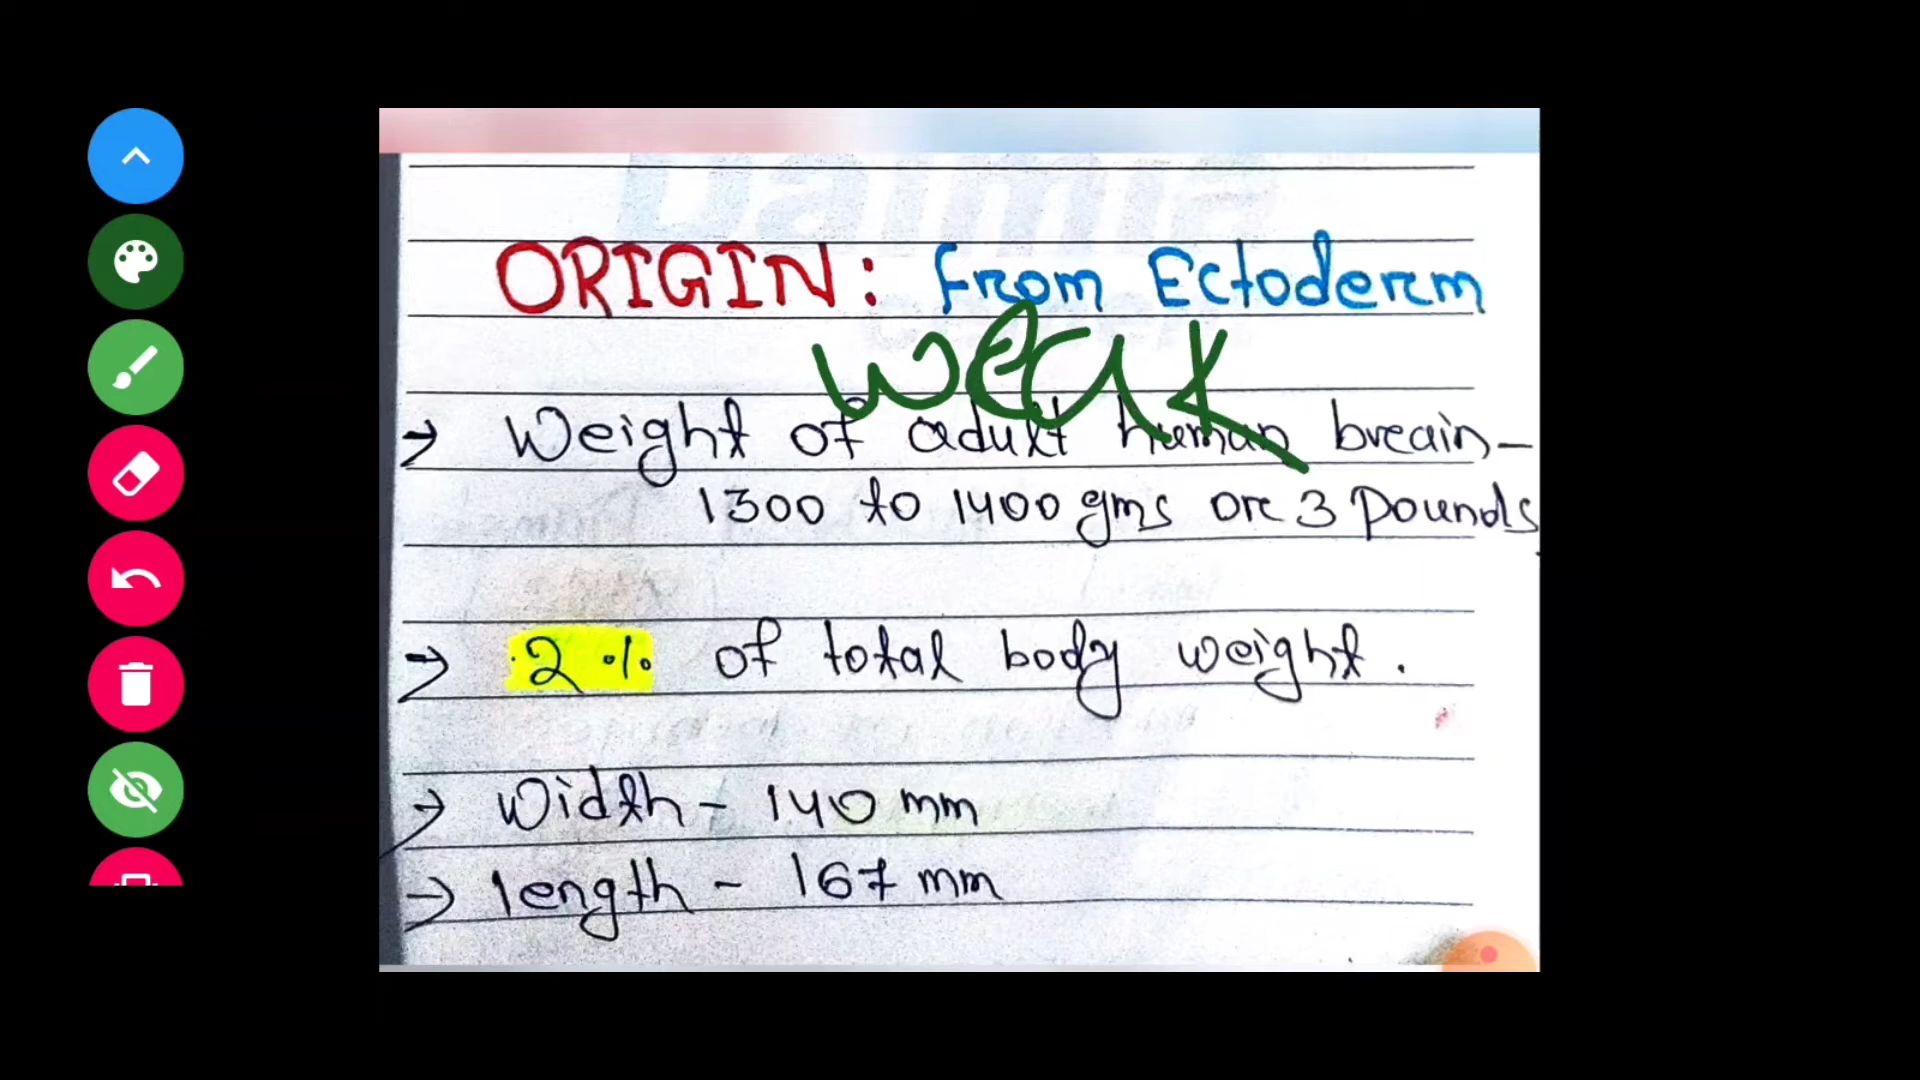 ORIGIN: From Ectoderm
weak
→ Weight of adult human brain -
1300 to 1400 gms or 3 Pounds
→ 2 % of total body weight.
→ Width - 140 mm
→ length - 167 mm